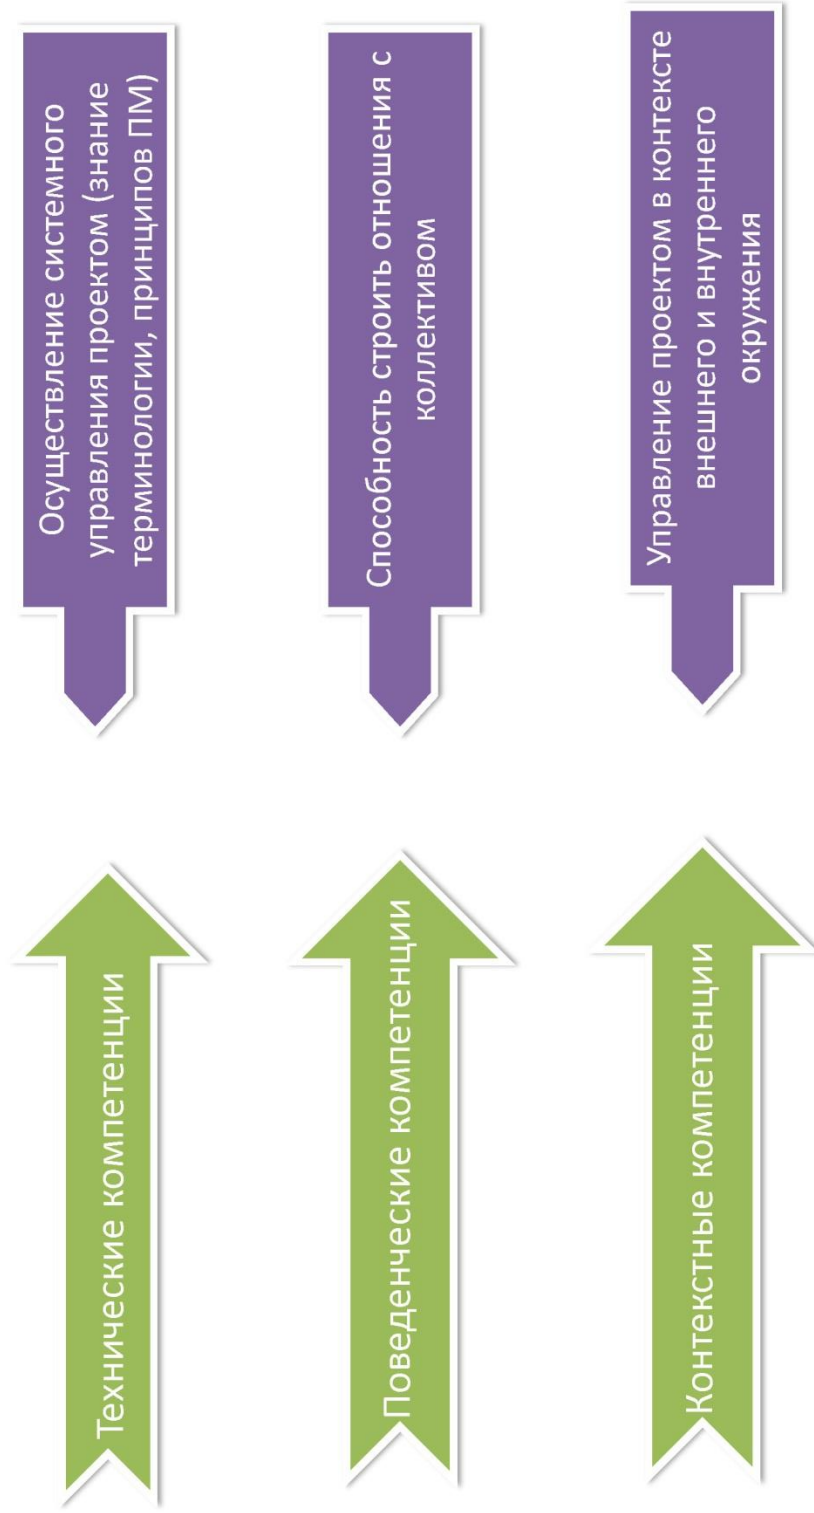 Технические компетенции
Осуществление системного
управления проектом (знание
терминологии, принципов ПМ)
Поведенческие компетенции
Способность строить отношения с
коллективом
Контекстные компетенции
Управление проектом в контексте
внешнего и внутреннего
окружения